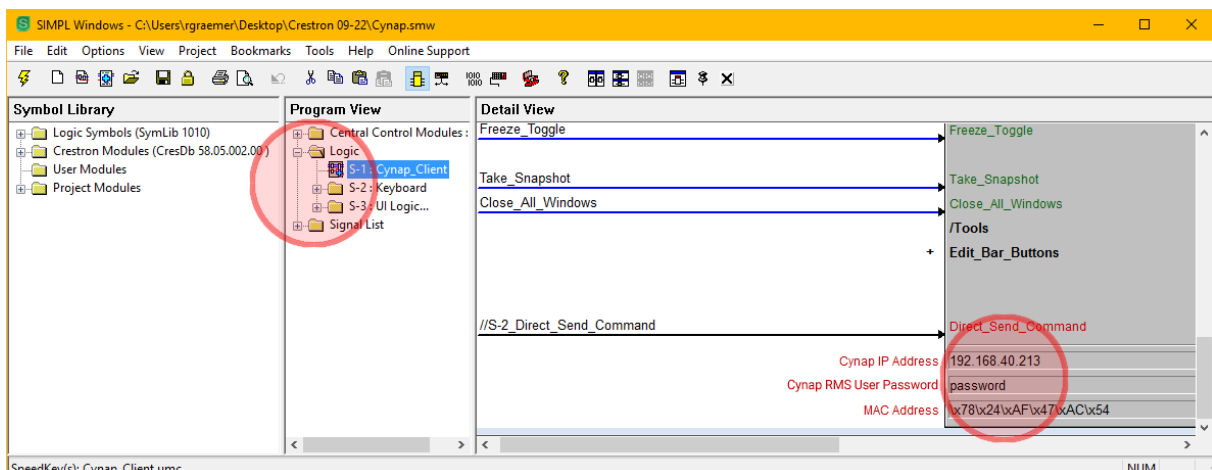 SIMPL Windows - C:\Users\rgraemer\Desktop\Crestron 09-22\Cynap.smw
File Edit Options View Project Bookmarks Tools Help Online Support
Symbol Library
Logic Symbols (SymLib 1010)
Crestron Modules (CresDb 58.05.002.00)
User Modules
Project Modules
Program View
Central Control Modules :
Logic
S-1 : Cynap_Client
S-2 : Keyboard
S-3 : UI Logic...
Signal List
Detail View
Freeze_Toggle Freeze_Toggle
Take_Snapshot Take_Snapshot
Close_All_Windows Close_All_Windows
/Tools
+ Edit_Bar_Buttons
//S-2_Direct_Send_Command Direct_Send_Command
Cynap IP Address 192.168.40.213
Cynap RMS User Password password
MAC Address \x78\x24\xAF\x47\xAC\x54
SpeedKey(s): Cynap_Client.umc
NUM